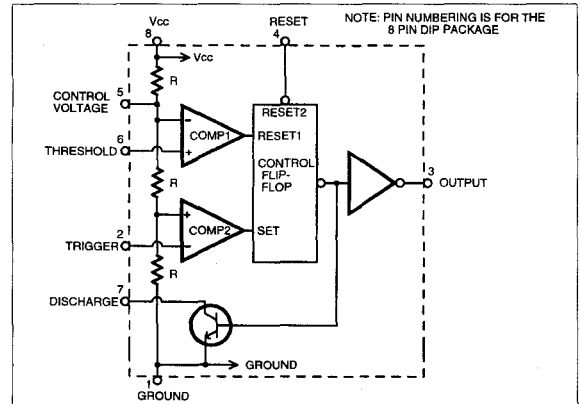 NOTE: PIN NUMBERING IS FOR THE
8 PIN DIP PACKAGE
Vcc
8
RESET
4
Vcc
R
CONTROL
VOLTAGE
5
RESET2
COMP1
RESET1
6
THRESHOLD
CONTROL
FLIP-
FLOP
R
3
OUTPUT
COMP2
SET
2
TRIGGER
R
7
DISCHARGE
GROUND
1
GROUND
-
+
+
-